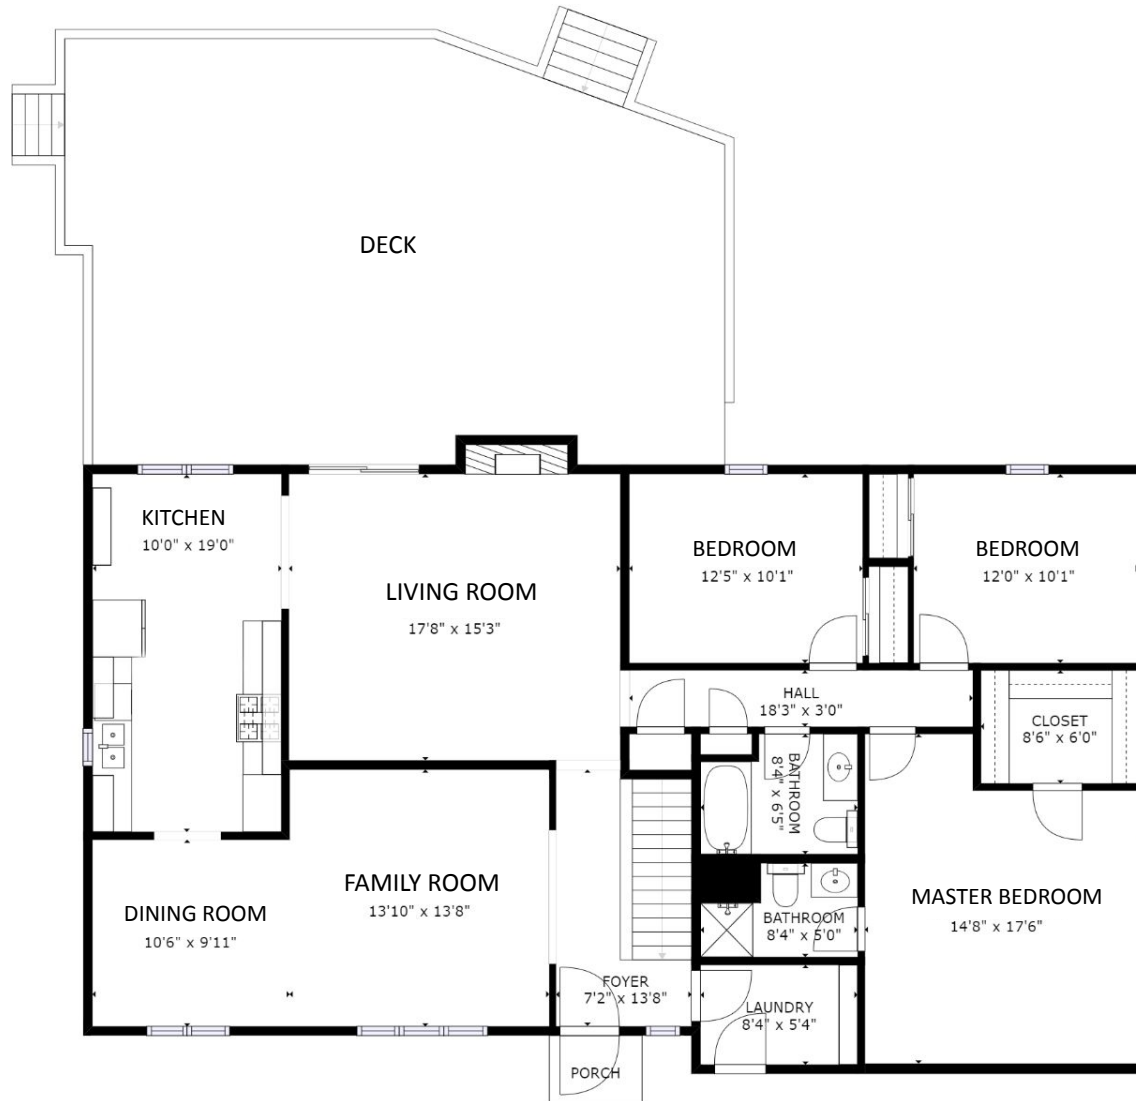 DECK
KITCHEN
10'0" x 19'0"
LIVING ROOM
17'8" x 15'3"
BEDROOM
12'5" x 10'1"
BEDROOM
12'0" x 10'1"
HALL
18'3" x 3'0"
CLOSET
8'6" x 6'0"
BATHROOM
8'4" x 6'5"
FAMILY ROOM
13'10" x 13'8"
DINING ROOM
10'6" x 9'11"
MASTER BEDROOM
14'8" x 17'6"
BATHROOM
8'4" x 5'0"
FOYER
7'2" x 13'8"
LAUNDRY
8'4" x 5'4"
PORCH